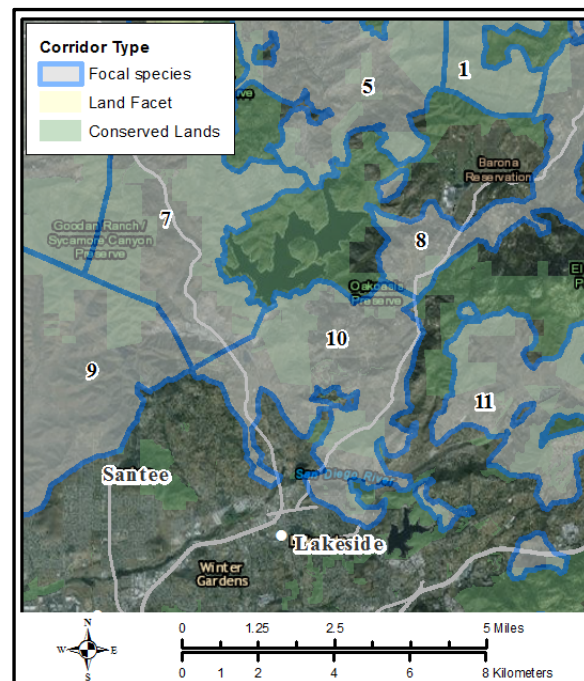 Corridor Type
Focal species
Land Facet
Conserved Lands
1
5
Barona
Reservation
7
Goodan Ranch/
Sycamore Canyon
Preserve
8
El
P
Oakoasis
Preserve
10
9
11
Santee
San Diego River
Lakeside
Winter
Gardens
N
W
E
S
0
1.25
2.5
5 Miles
0
1
2
4
6
8 Kilometers